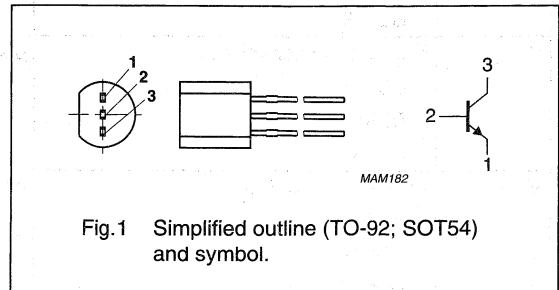 1
2
3
3
2
1
MAM182
Fig.1 Simplified outline (TO-92; SOT54)
and symbol.